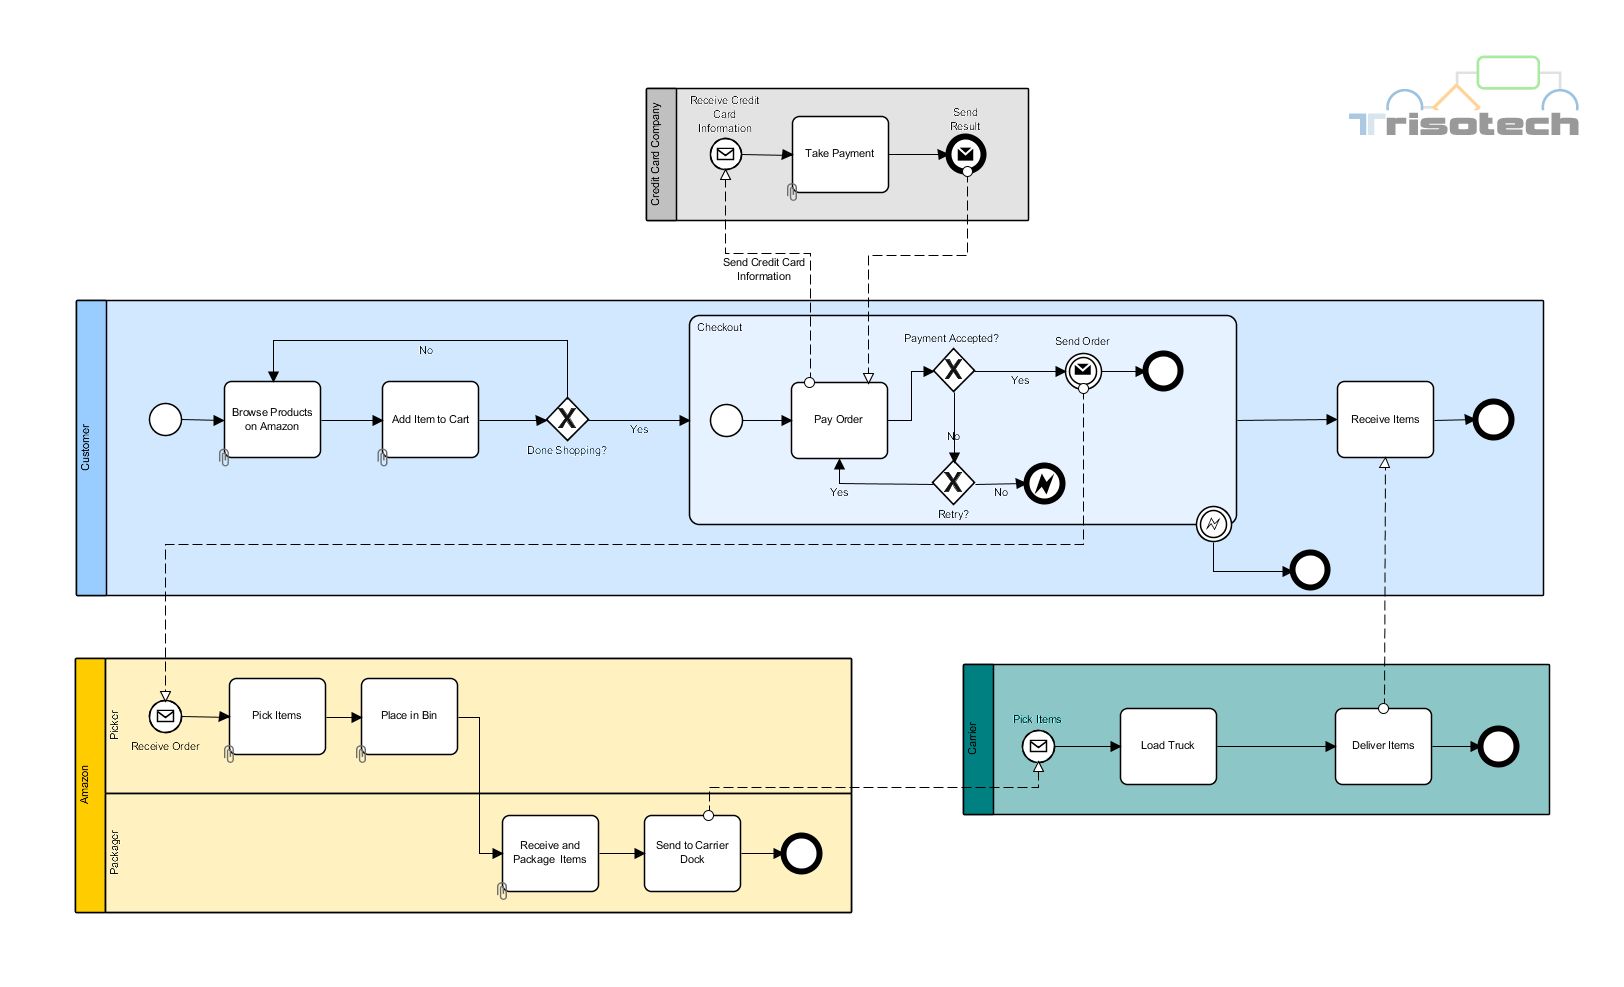 Trisotech
Credit Card Company
Receive Credit
Card
Information
Take Payment
Send
Result
Send Credit Card
Information
Customer
Browse Products
on Amazon
Add Item to Cart
No
Done Shopping?
Yes
Checkout
Pay Order
Payment Accepted?
Yes
Send Order
No
Yes
Retry?
No
Receive Items
Amazon
Picker
Receive Order
Pick Items
Place in Bin
Packager
Receive and
Package Items
Send to Carrier
Dock
Carrier
Pick Items
Load Truck
Deliver Items